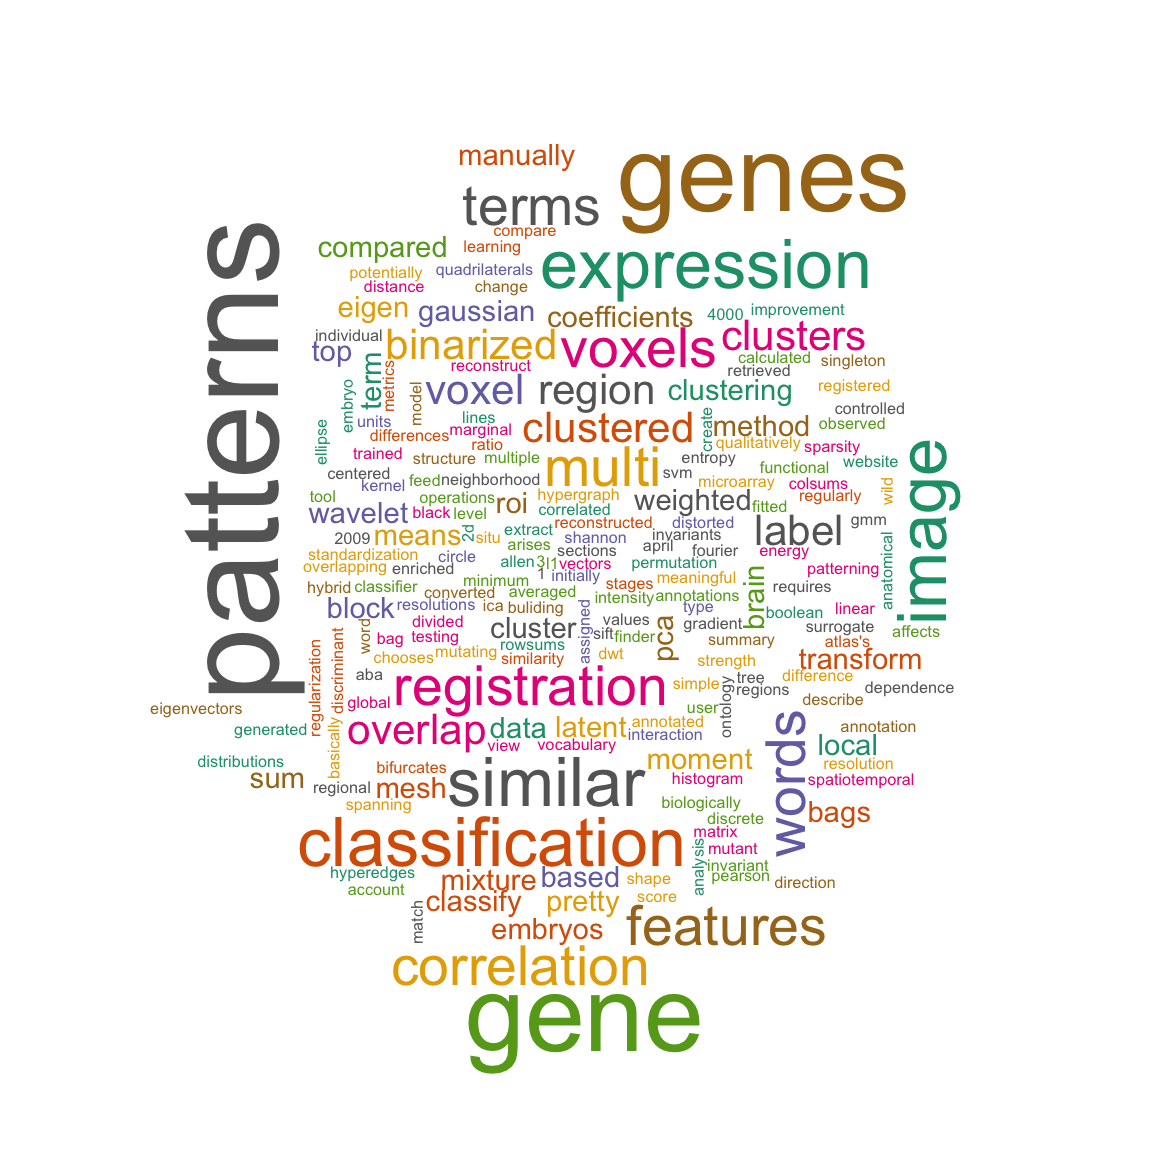 manually
genes
terms
compare
compared
learning
expression
potentially
quadrilaterals
distance
change
eigen
gaussian
coefficients
4000
improvement
individual
top
binarized
voxels
clusters
calculated
singleton
reconstruct
retrieved
term
metrics
embryo
model
voxel
region
clustering
registered
controlled
units
lines
marginal
clustered
create
method
observed
ellipse
differences
ratio
qualitatively
sparsity
trained
structure
multiple
multi
entropy
website
centered
kernel
feed
neighborhood
svm
functional
microarray
colsums
regularly
wild
image
patterns
tool
operations
roi
hypergraph
weighted
fitted
wavelet
black
level
correlated
label
gmm
2009
means
2d
situ
extract
reconstructed
distorted
shannon
invariants
arises
standardization
overlapping
enriched
circle
allen
3
l1
sections
vectors
april
fourier
energy
permutation
patterning
anatomical
hybrid
classifier
converted
minimum
1
initially
stages
meaningful
averaged
intensity
annotations
brain
requires
block
resolutions
ica
buliding
type
boolean
linear
word
divided
bag
testing
cluster
assigned
values
sift
finder
pca
gradient
surrogate
affects
summary
atlas's
chooses
mutating
rowsums
similarity
dwt
strength
transform
regularization
discriminant
aba
global
registration
simple
tree
regions
difference
dependence
describe
eigenvectors
generated
user
ontology
basically
overlap
data
latent
annotated
interaction
view
vocabulary
words
annotation
local
distributions
sum
regional
bifurcates
mesh
similar
moment
histogram
resolution
spatiotemporal
spanning
biologically
discrete
bags
classification
matrix
mutant
analysis
invariant
pearson
hyperedges
account
mixture
based
shape
direction
classify
pretty
score
match
embryos
features
correlation
gene